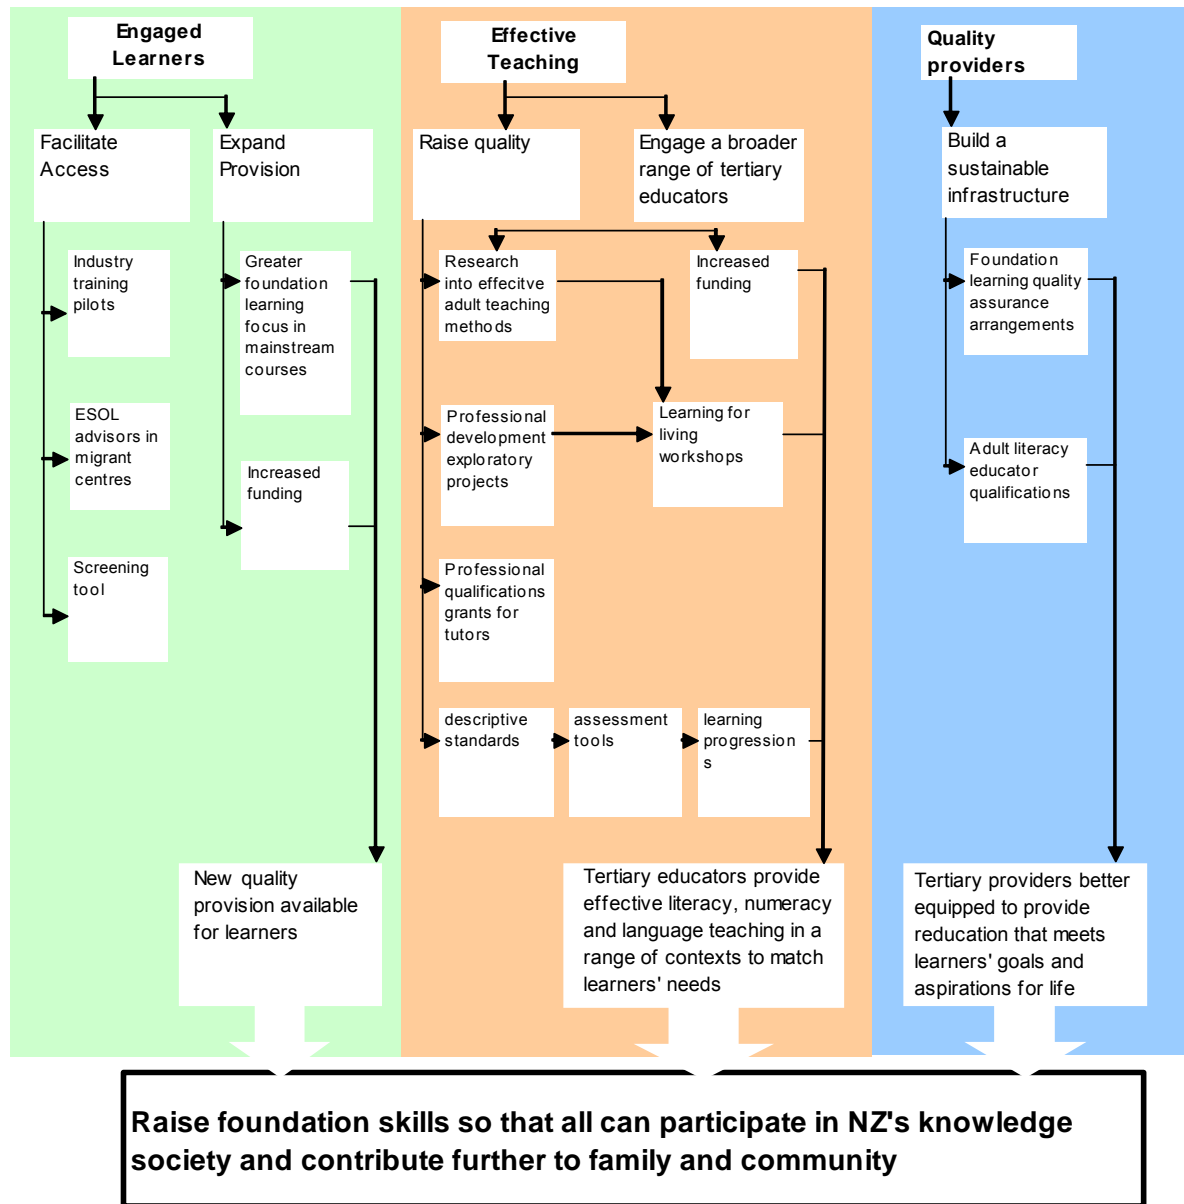 Engaged
Learners
Facilitate
Access
Expand
Provision
Industry
training
pilots
ESOL
advisors in
migrant
centres
Screening
tool
Greater
foundation
learning
focus in
mainstream
courses
Increased
funding
New quality
provision available
for learners
Effective
Teaching
Raise quality
Engage a broader
range of tertiary
educators
Research
into effecitve
adult teaching
methods
Increased
funding
Professional
development
exploratory
projects
Learning for
living
workshops
Professional
qualifications
grants for
tutors
descriptive
standards
assessment
tools
learning
progression
s
Tertiary educators provide
effective literacy, numeracy
and language teaching in a
range of contexts to match
learners' needs
Quality
providers
Build a
sustainable
infrastructure
Foundation
learning quality
assurance
arrangements
Adult literacy
educator
qualifications
Tertiary providers better
equipped to provide
reducation that meets
learners' goals and
aspirations for life
Raise foundation skills so that all can participate in NZ's knowledge
society and contribute further to family and community